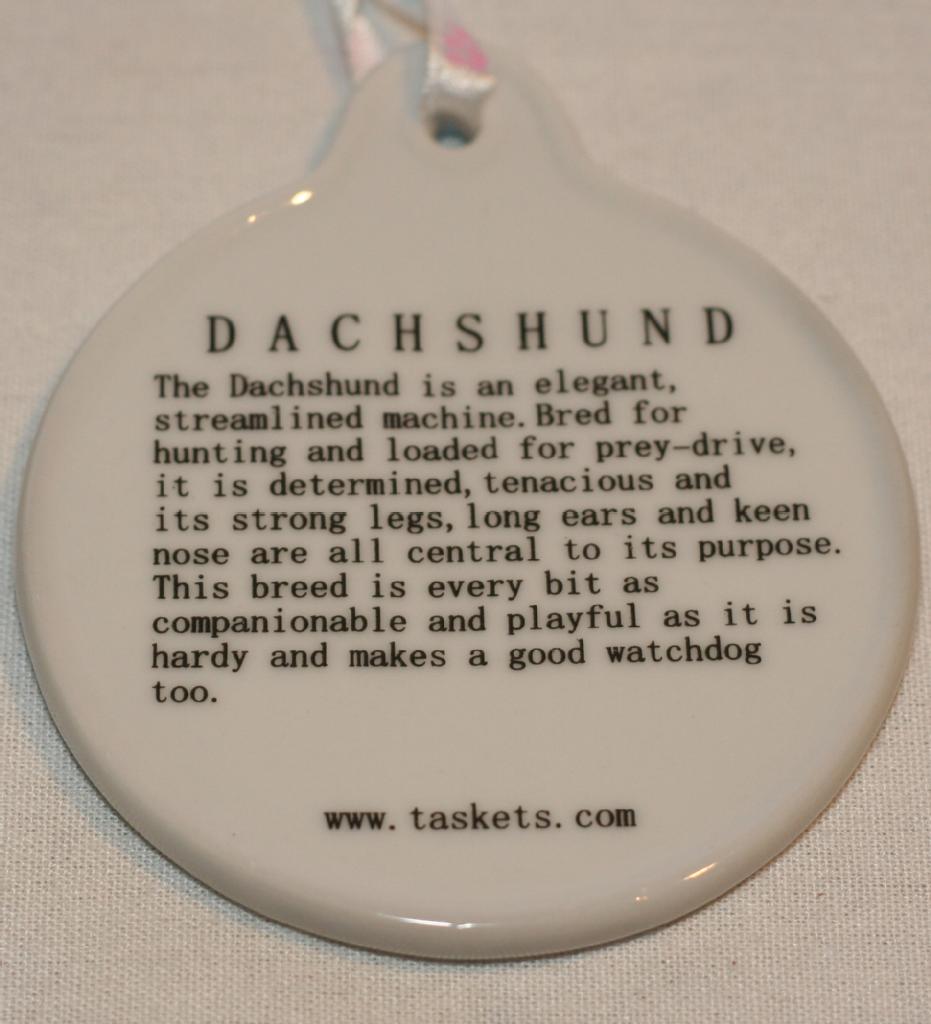 DACHSHUND
The Dachshund is an elegant,
streamlined machine. Bred for
hunting and loaded for prey-drive,
it is determined, tenacious and
its strong legs, long ears and keen
nose are all central to its purpose.
This breed is every bit as
companionable and playful as it is
hardy and makes a good watchdog
too.
www.taskets.com